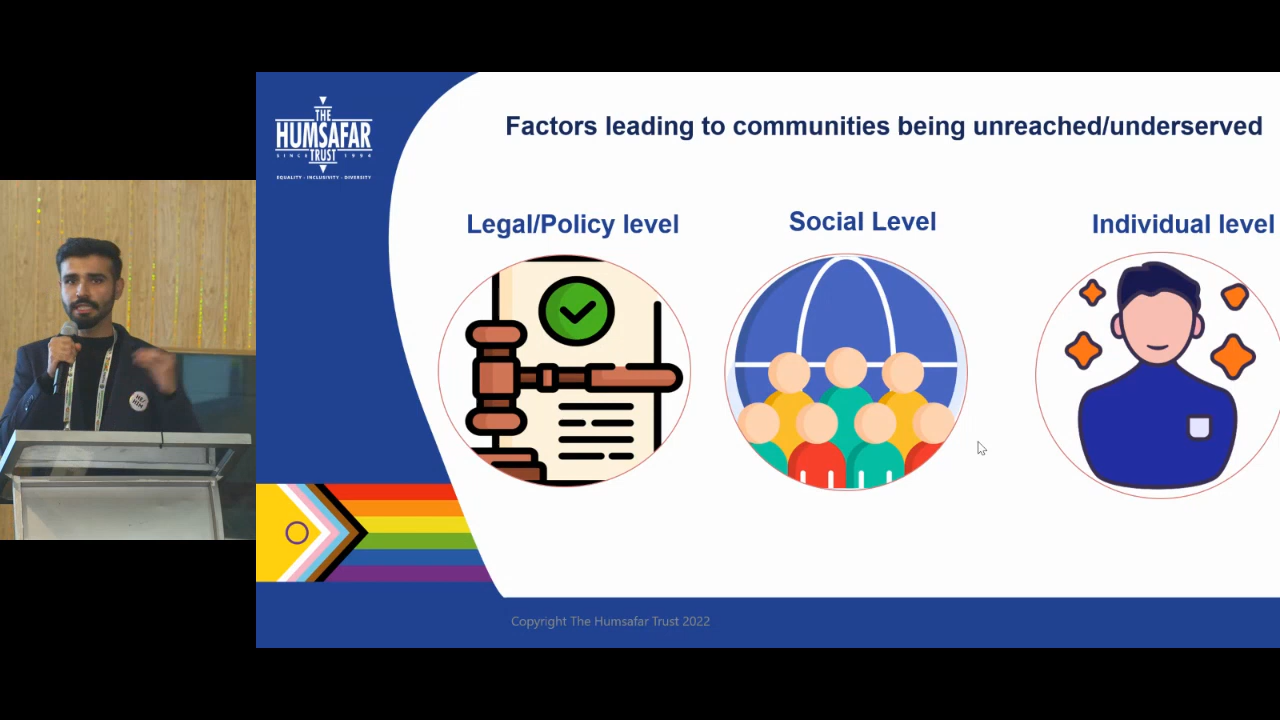 THE
HUMSAFAR
TRUST
SINCE 1994
EQUALITY · INCLUSIVITY · DIVERSITY
Factors leading to communities being unreached/underserved
Legal/Policy level
Social Level
Individual level
Copyright The Humsafar Trust 2022